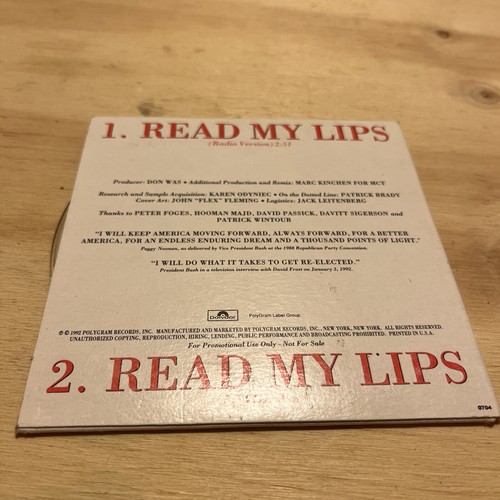 1. READ MY LIPS
(Radio Version) 2:51
Producer: DON WAS • Additional Production and Remix: MARC KINCHEN FOR MCT
Research and Sample Acquisition: KAREN ODYNIEC • On the Dotted Line: PATRICK BRADY
Cover Art: JOHN "FLEX" FLEMING • Logistics: JACK LEITENBERG
Thanks to PETER FOGES, HOOMAN MAJD, DAVID PASSICK, DAVITT SIGERSON and
PATRICK WINTOUR
"I WILL KEEP AMERICA MOVING FORWARD, ALWAYS FORWARD, FOR A BETTER
AMERICA, FOR AN ENDLESS ENDURING DREAM AND A THOUSAND POINTS OF LIGHT."
Peggy Noonan, as delivered by Vice President Bush at the 1988 Republican Party Convention.
"I WILL DO WHAT IT TAKES TO GET RE-ELECTED."
President Bush in a television interview with David Frost on January 3, 1992.
Polydor
PolyGram Label Group
℗ © 1992 POLYGRAM RECORDS, INC. MANUFACTURED AND MARKETED BY POLYGRAM RECORDS, INC., NEW YORK, NEW YORK. ALL RIGHTS RESERVED.
UNAUTHORIZED COPYING, REPRODUCTION, HIRING, LENDING, PUBLIC PERFORMANCE AND BROADCASTING PROHIBITED. PRINTED IN U.S.A.
For Promotional Use Only - Not For Sale
2. READ MY LIPS
9704